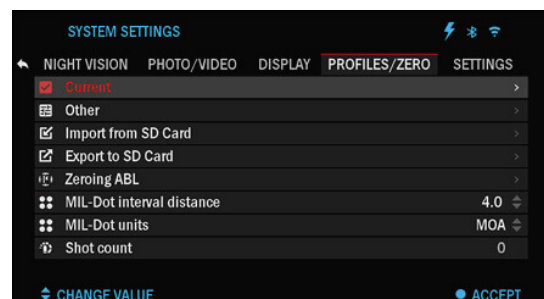 SYSTEM SETTINGS
NIGHT VISION PHOTO/VIDEO DISPLAY PROFILES/ZERO SETTINGS
Current
Other
Import from SD Card
Export to SD Card
Zeroing ABL
MIL-Dot interval distance 4.0
MIL-Dot units MOA
Shot count 0
CHANGE VALUE ACCEPT